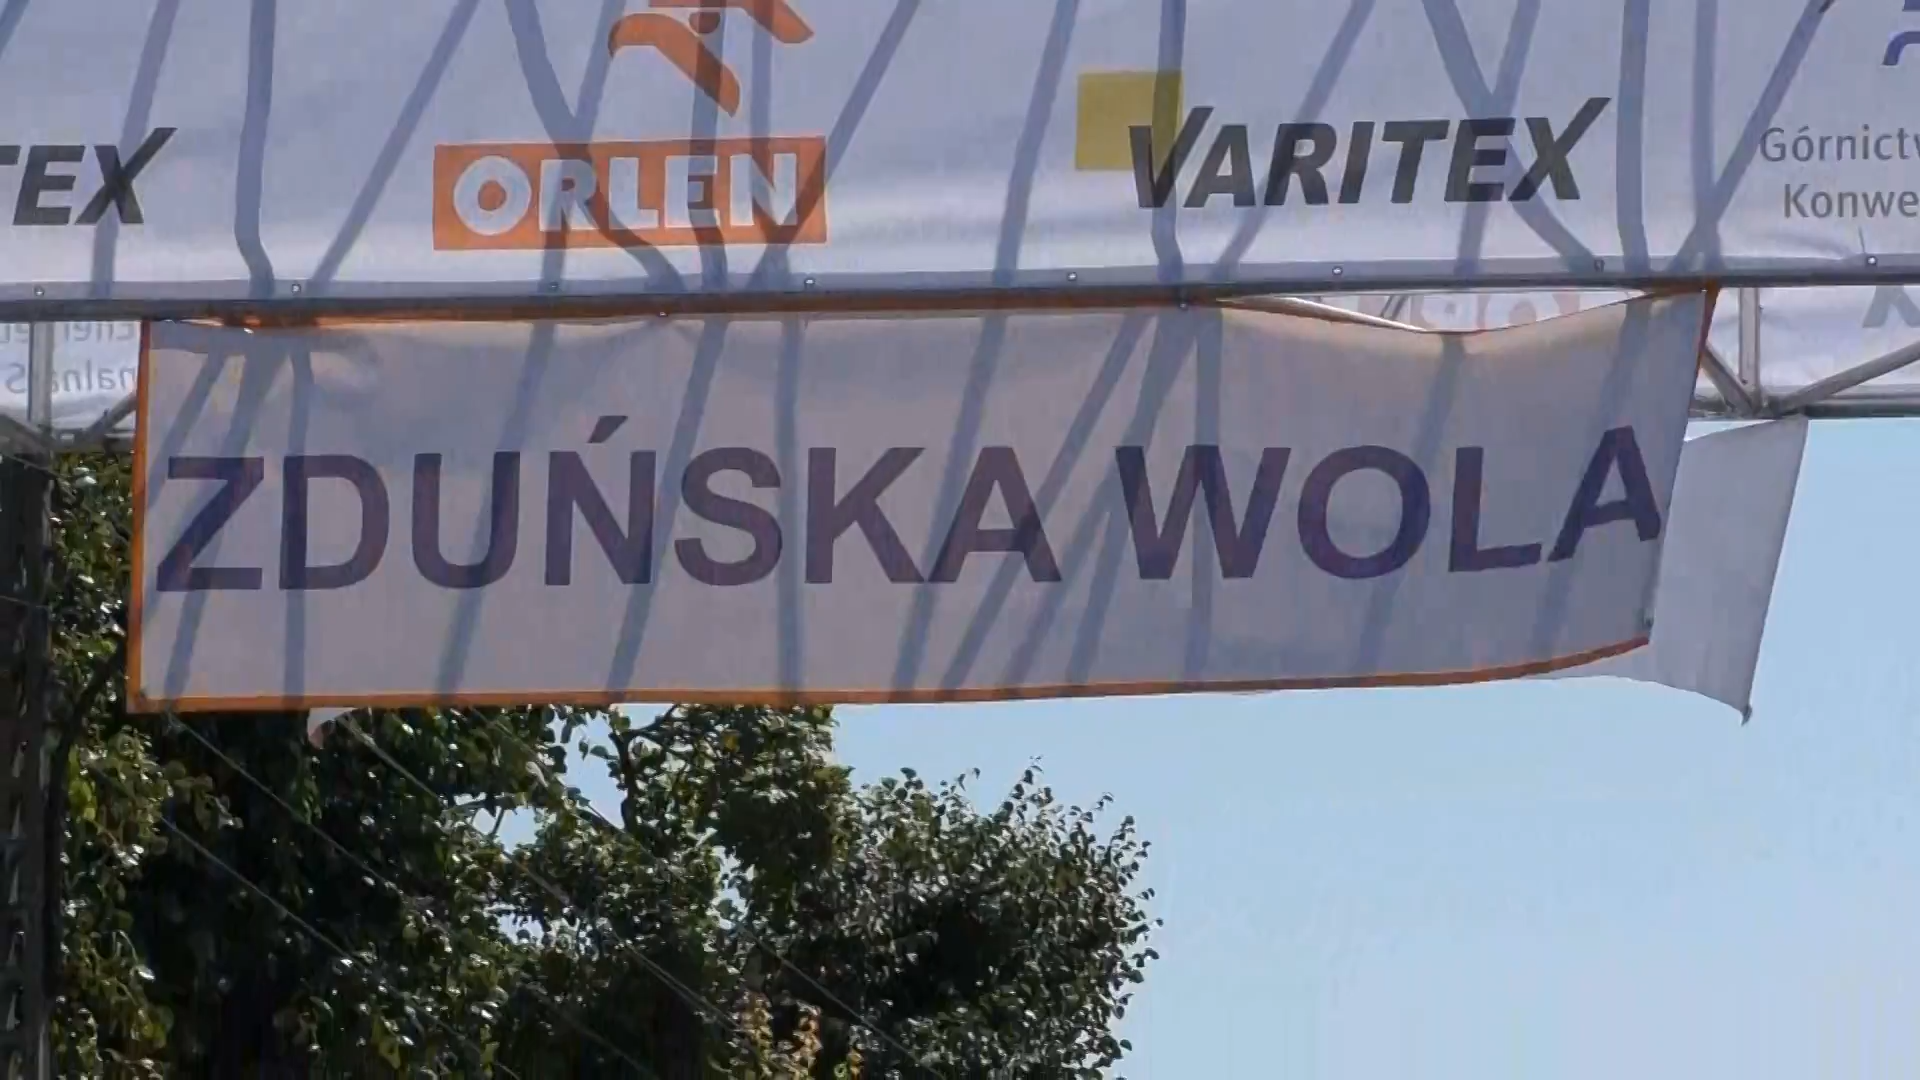 TEX
ORLEN
VARITEX
Górnictw
Konwe
ZDUŃSKA WOLA